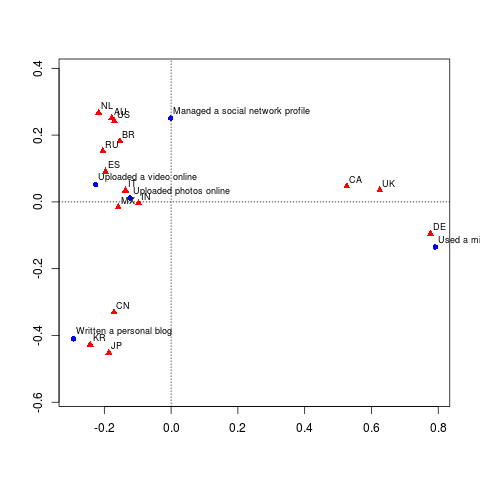 0.4
0.2
0.0
-0.2
-0.4
-0.6
NL
AU
US
Managed a social network profile
BR
RU
ES
Uploaded a video online
IT
Uploaded photos online
MX
IN
CA
UK
DE
Used a mi
CN
Written a personal blog
KR
JP
-0.2
0.0
0.2
0.4
0.6
0.8